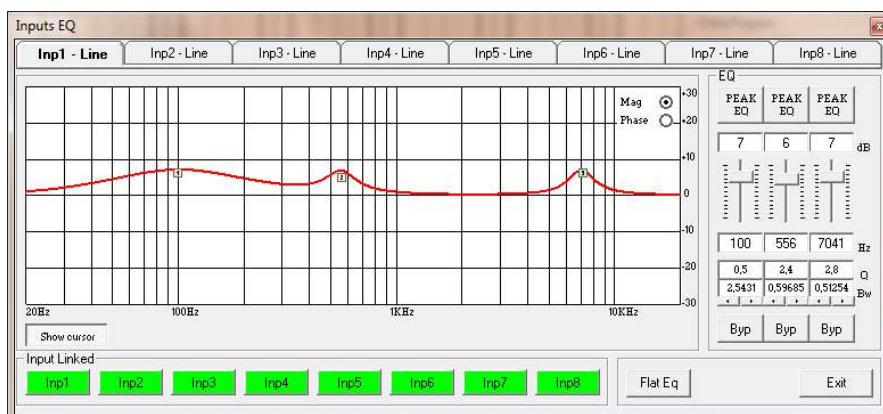 Inputs EQ
Inp1 - Line Inp2 - Line Inp3 - Line Inp4 - Line Inp5 - Line Inp6 - Line Inp7 - Line Inp8 - Line
Mag
Phase
+30
+20
+10
0
-10
-20
-30
1 2 3
20Hz 100Hz 1KHz 10KHz
Show cursor
EQ
PEAK EQ PEAK EQ PEAK EQ
7 6 7 dB
100 556 7041 Hz
0,5 2,4 2,8 Q
2,5431 0,59685 0,51254 Bw
Byp Byp Byp
Input Linked
Inp1 Inp2 Inp3 Inp4 Inp5 Inp6 Inp7 Inp8
Flat Eq Exit